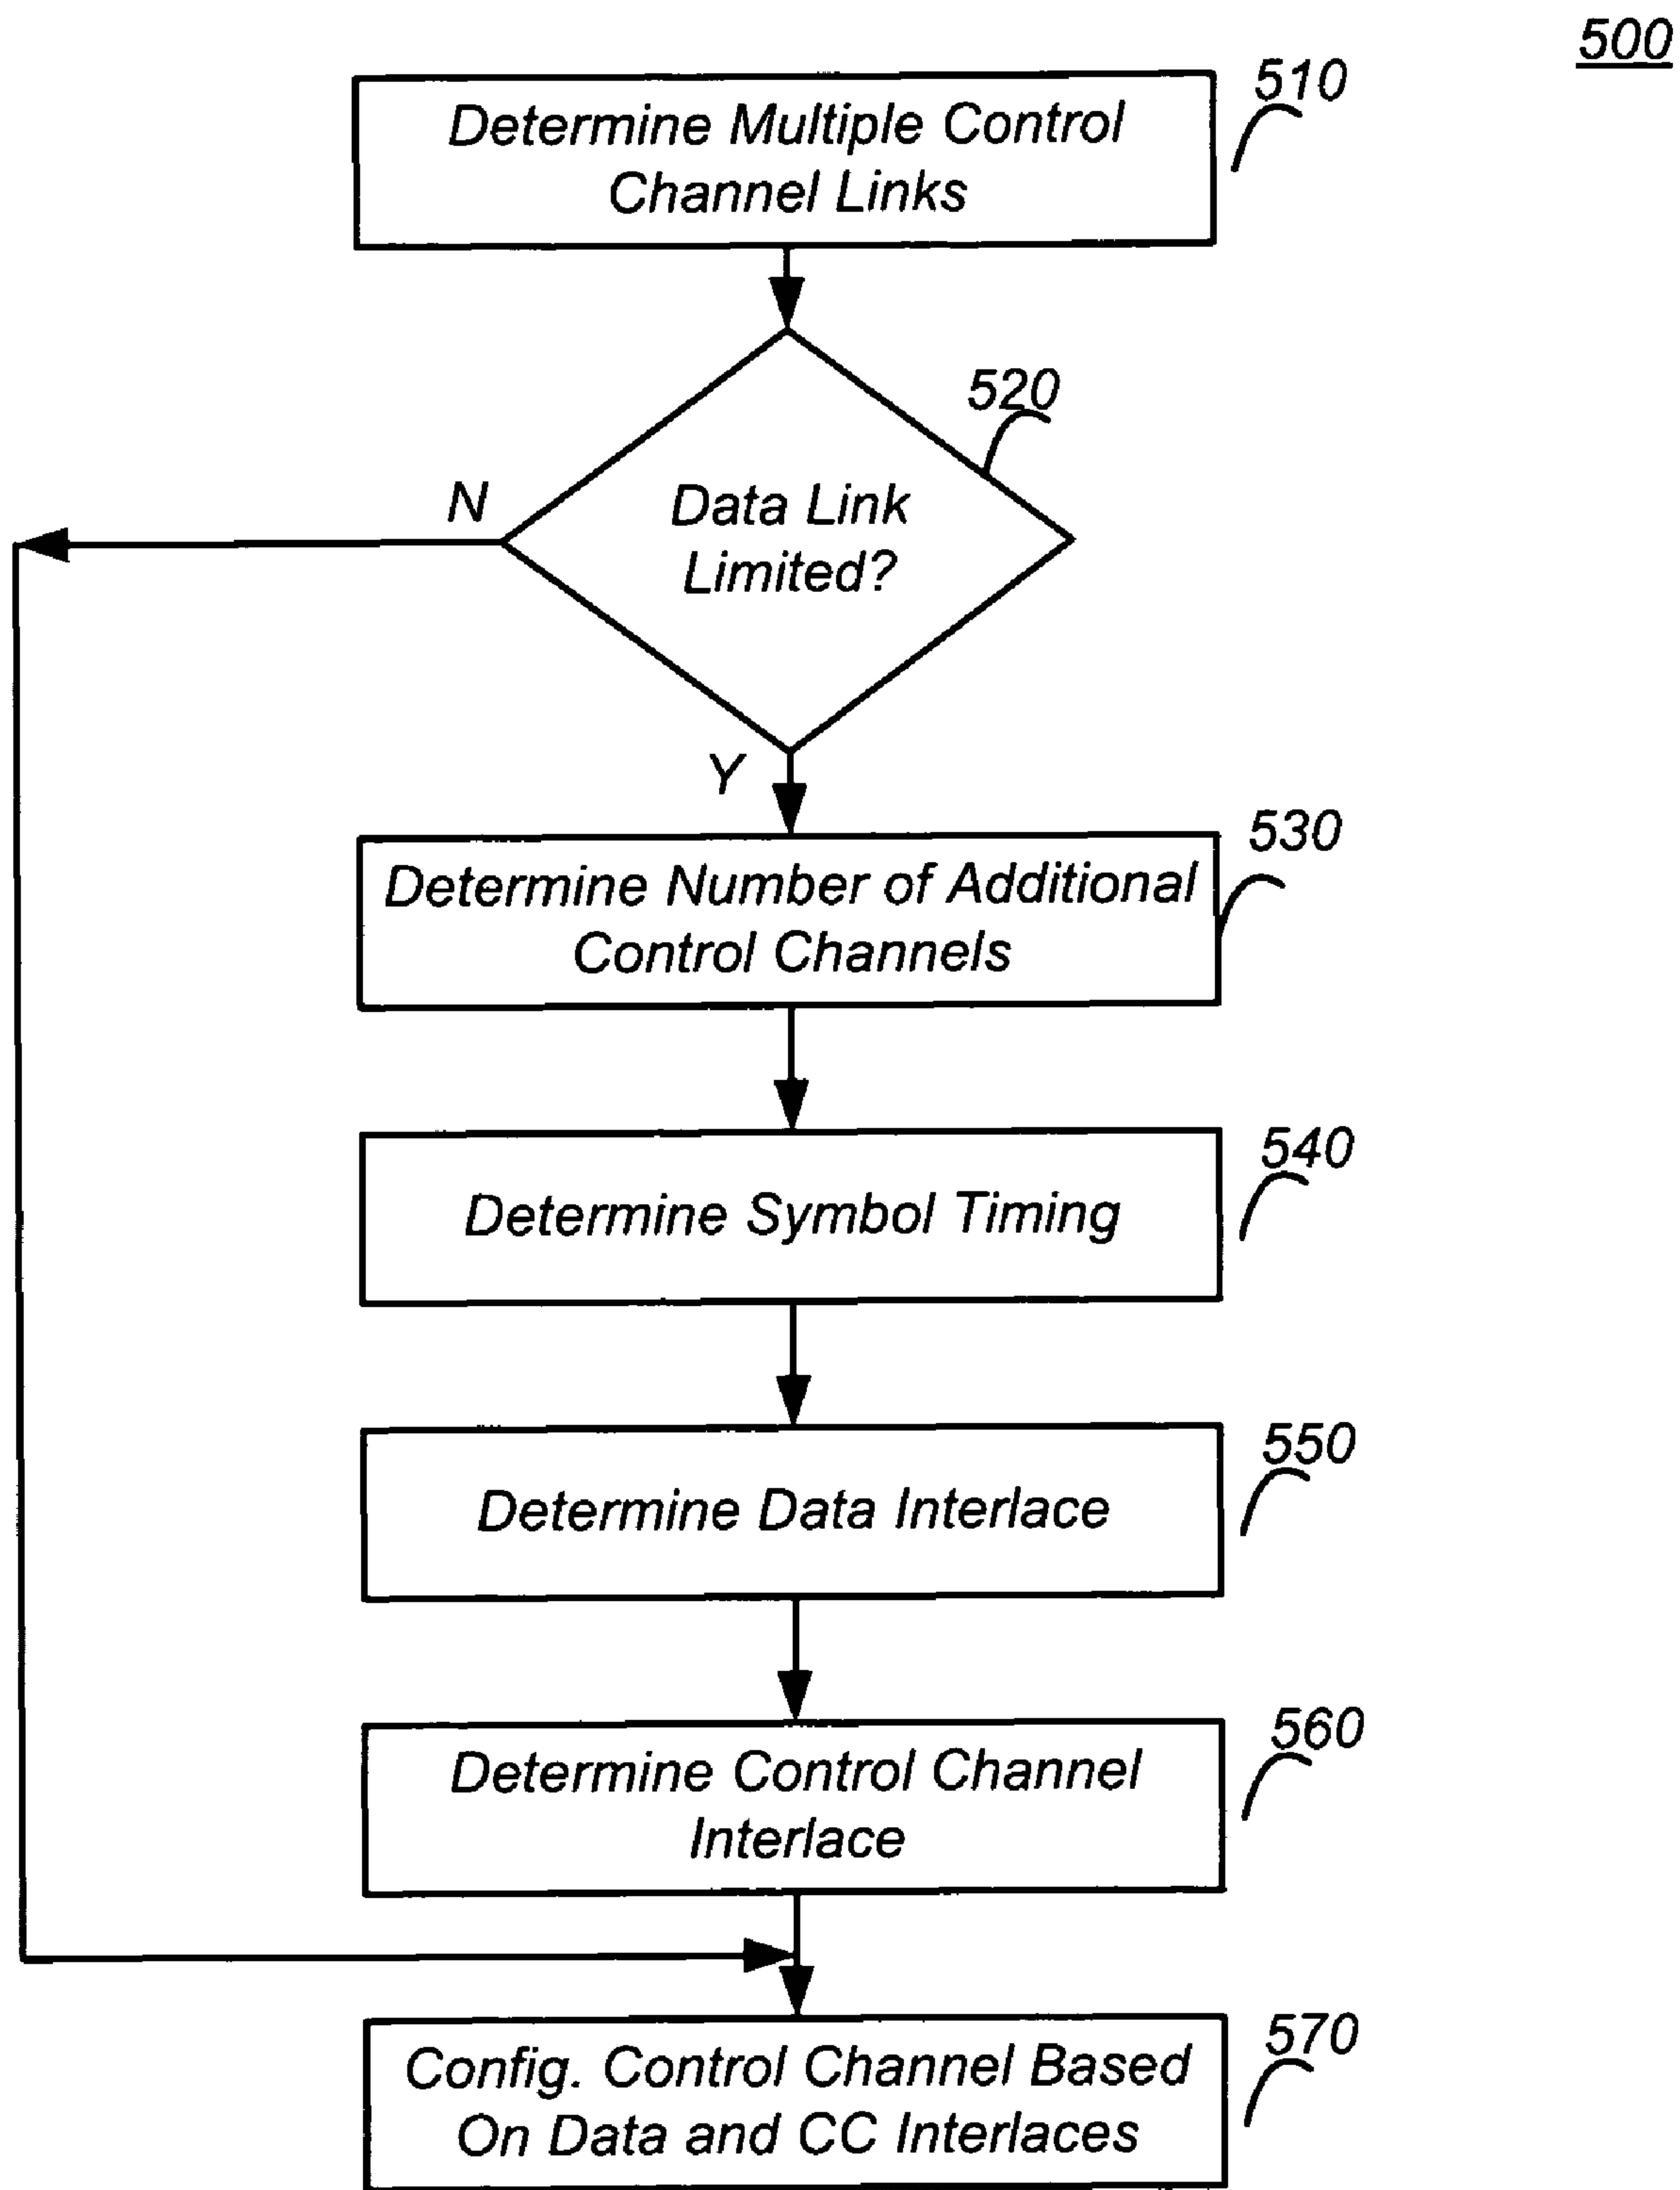 500
510
Determine Multiple Control
Channel Links
520
Data Link
Limited?
N
Y
530
Determine Number of Additional
Control Channels
540
Determine Symbol Timing
550
Determine Data Interlace
560
Determine Control Channel
Interlace
570
Config. Control Channel Based
On Data and CC Interlaces